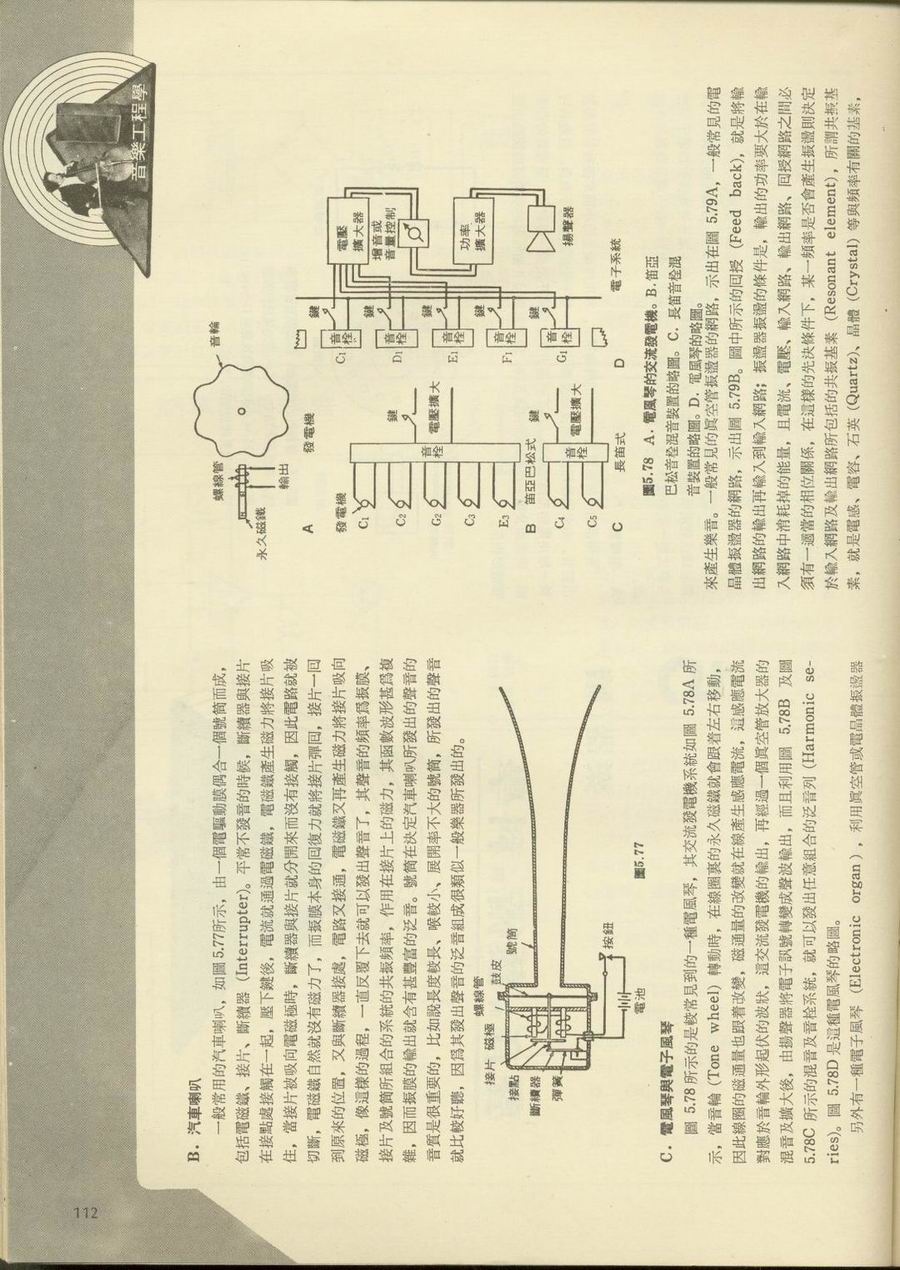 音樂工程學
112
B. 汽車喇叭
一般常用的汽車喇叭，如圖 5.77所示，由一個電驅動膜偶合一個號筒而成，
包括電磁鐵、接片、斷續器 (Interrupter)。平常不發音的時候，斷續器與接片
在接點處接觸在一起，壓下鍵後，電流就通過電磁鐵，電磁鐵產生磁力將接片吸
住，當接片被吸向電磁極時，斷續器與接片就分開來而沒有接觸，因此電路就被
切斷，電磁鐵自然就沒有磁力了，而振膜本身的回復力就將接片彈回，接片一回
到原來的位置，又與斷續器接處，電路又接通，電磁鐵又再產生磁力將接片吸向
磁極，像這樣的過程，一直反覆下去就可以發出聲音了，其聲音的頻率爲振膜、
接片及號筒所組合的系統的共振頻率，作用在接片上的磁力，其函數波形甚爲複
雜，因而振膜的輸出就含有甚豐富的泛音。號筒在決定汽車喇叭所發出的聲音的
音質是很重要的，比如說長度較長、喉較小、展開率不大的號筒，所發出的聲音
就比較好聽，因爲其發出聲音的泛音組成很類似一般樂器所發出的。
接片
磁極
螺線管
鼓皮
號筒
接點
斷續器
彈簧
電池
按鈕
圖5.77
C. 電風琴與電子風琴
圖 5.78 所示的是較常見到的一種電風琴，其交流發電機系統如圖 5.78A 所
示，當音輪 (Tone wheel) 轉動時，在線圈裏的永久磁鐵就會跟着左右移動，
因此線圈的磁通量也跟着改變，磁通量的改變就在線產生感應電流，這感應電流
對應於音輪外形起伏的波狀，這交流發電機的輸出，再經過一個眞空管放大器的
混音及擴大後，由揚聲器將電子訊號轉變成聲波輸出，而且利用圖 5,78B 及圖
5.78C 所示的混音及音栓系統，就可以發出任意組合的泛音列 (Harmonic se-
ries)。圖 5.78D 是這種電風琴的略圖。
另外有一種電子風琴 (Electronic organ )，利用眞空管或電晶體振盪器
音輪
螺線管
永久磁鐵
輸出
A
發電機
發電機
C1
C2
G2
C3
E3
音栓
鍵
電壓擴大
B
笛亞巴松式
C4
C5
音栓
鍵
電壓擴大
C
長笛式
鍵
音栓
C1
鍵
音栓
D1
鍵
音栓
E1
鍵
音栓
F1
鍵
音栓
G1
電壓
擴大器
增音或
音量控制
功率
擴大器
揚聲器
D
電子系統
圖5.78 A. 電風琴的交流發電機。B. 笛亞
巴松音栓混音裝置的略圖。C. 長笛音栓混
音裝置的略圖。D. 電風琴的略圖。
來產生樂音。一般常見的眞空管振盪器的網路，示出在圖 5.79A，一般常見的電
晶體振盪器的網路，示出圖 5.79B。圖中所示的回授 (Feed back)，就是將輸
出網路的輸出再輸入到輸入網路；振盪器振盪的條件是，輸出的功率要大於在輸
入網路中消耗掉的能量，且電流、電壓、輸入網路、輸出網路、回授網路之間必
須有一適當的相位關係，在這樣的先決條件下，某一頻率是否會產生振盪則決定
於輸入網路及輸出網路所包括的共振基素 (Resonant element)，所謂共振基
素，就是電感、電容、石英 (Quartz)、晶體 (Crystal) 等與頻率有關的基素，